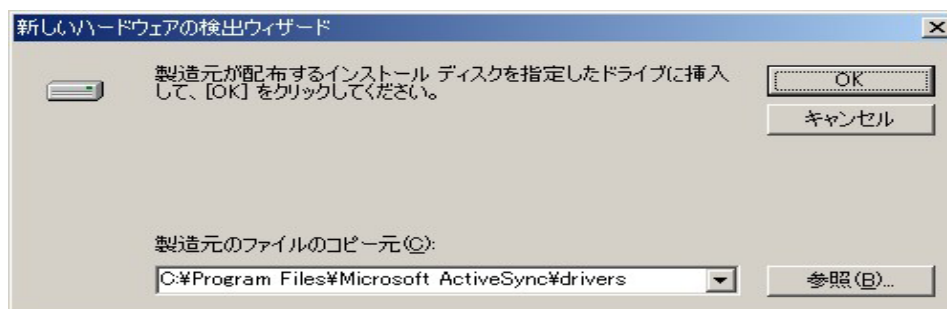 新しいハードウェアの検出ウィザード
製造元が配布するインストール ディスクを指定したドライブに挿入
して、[OK] をクリックしてください。
OK
キャンセル
製造元のファイルのコピー元(C):
C:¥Program Files¥Microsoft ActiveSync¥drivers
参照(B)...